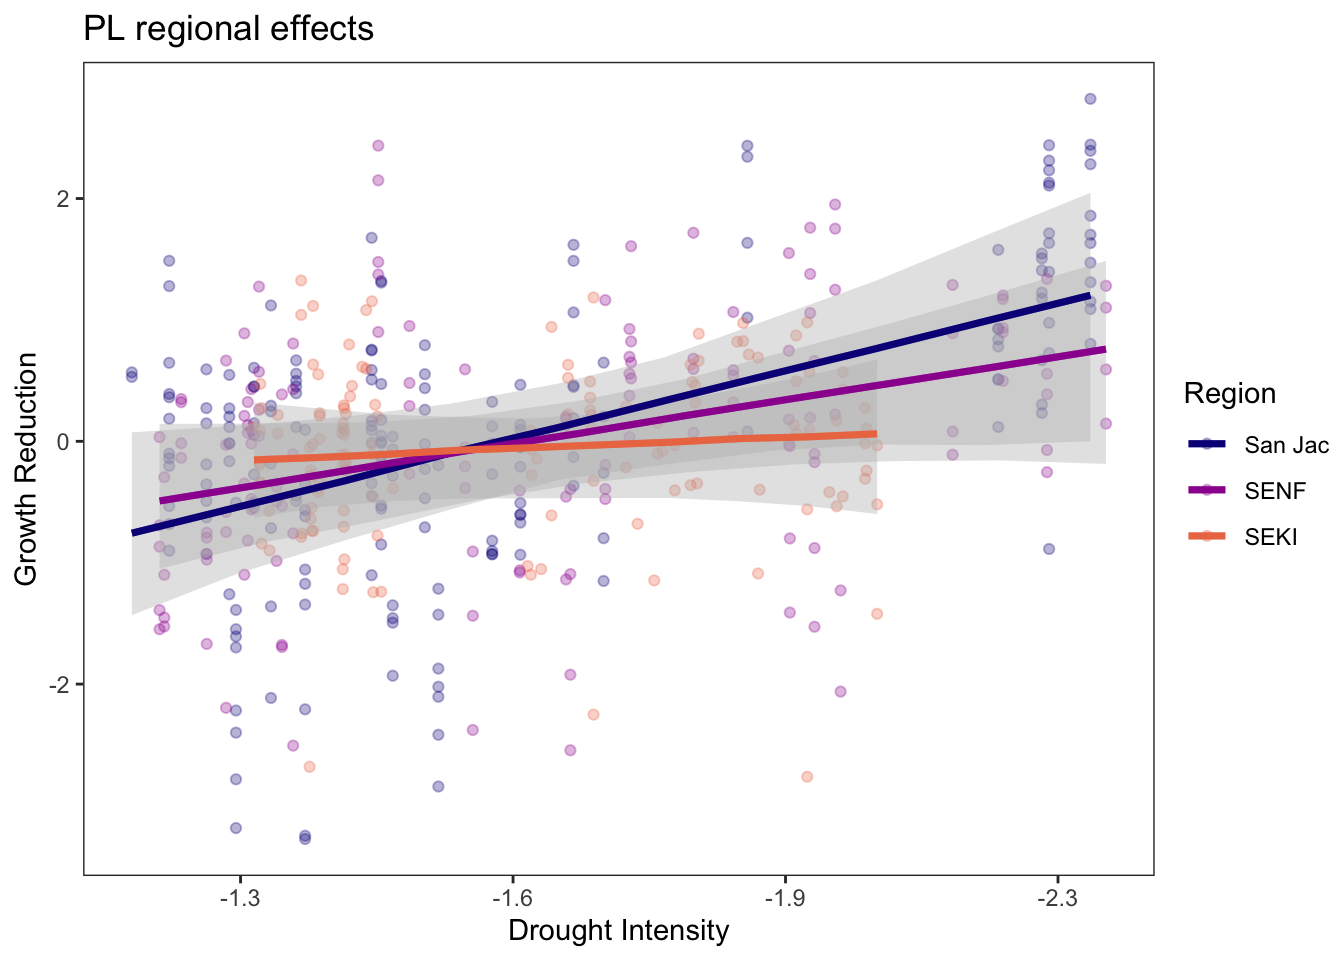 PL regional effects
Growth Reduction
2
0
-2
-1.3
-1.6
-1.9
-2.3
Drought Intensity
Region
San Jac
SENF
SEKI